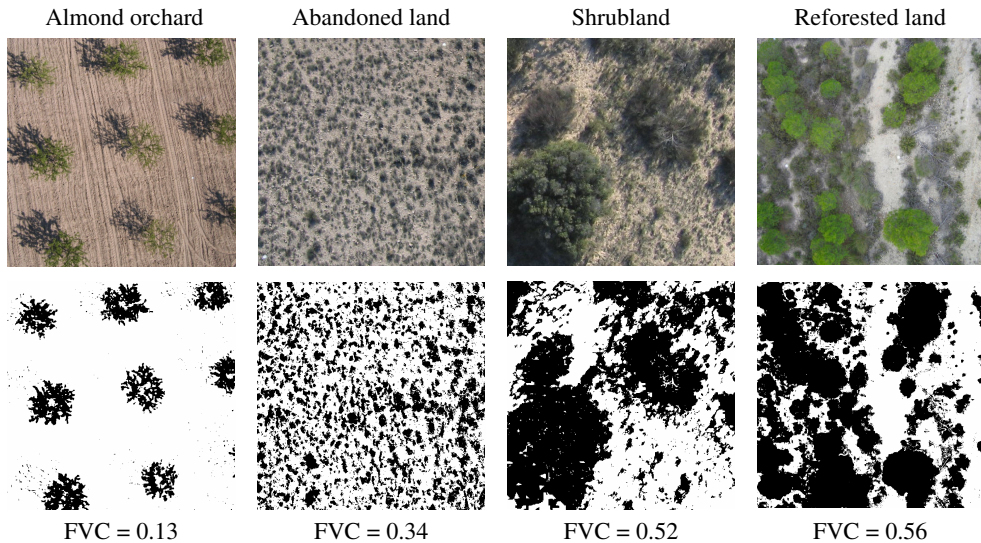 Almond orchard
Abandoned land
Shrubland
Reforested land
FVC = 0.13
FVC = 0.34
FVC = 0.52
FVC = 0.56